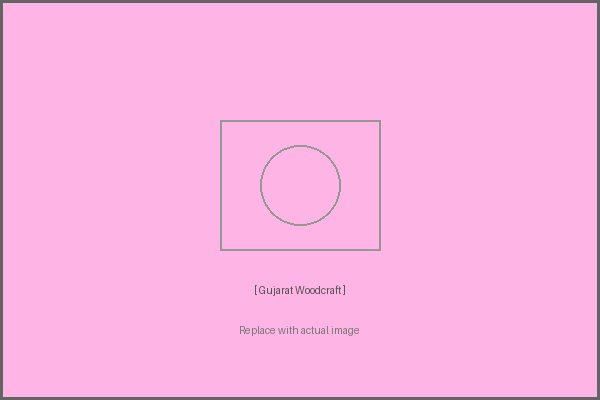 [ Gujarat Woodcraft ]
Replace with actual image